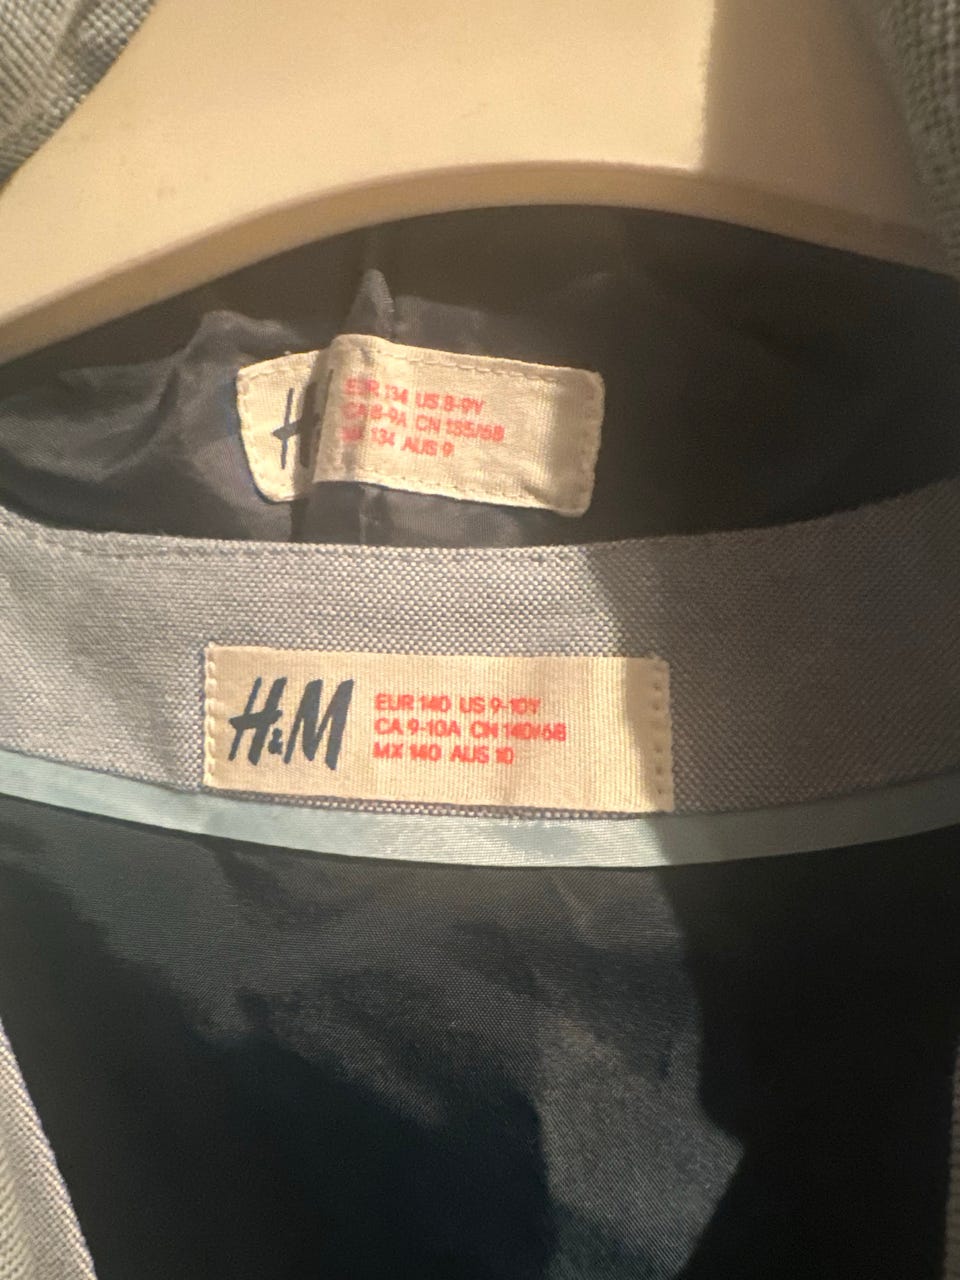 EUR 134 US 8-9Y
CA 8-9A CN 135/68
134 AUS 9
H&M
EUR 140 US 9-10Y
CA 9-10A CN 140/68
MX 140 AUS 10